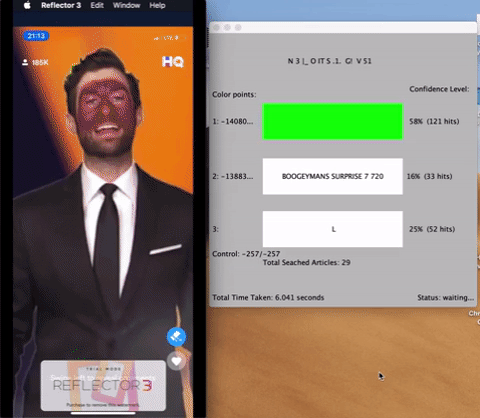 Reflector 3 Edit Window Help
21:13
LTE
185K
HQ
N 3 |_ O IT S .1. G! V S1
Color points:
Confidence Level:
1: -14080...
58% (121 hits)
2: -13883...
BOOGEYMANS SURPRISE 7 720
16% (33 hits)
3:
L
25% (52 hits)
Control: -257/-257
Total Seached Articles: 29
Total Time Taken: 6.041 seconds
Status: waiting...
TRIAL MODE
REFLECTOR 3
Purchase to remove this watermark.